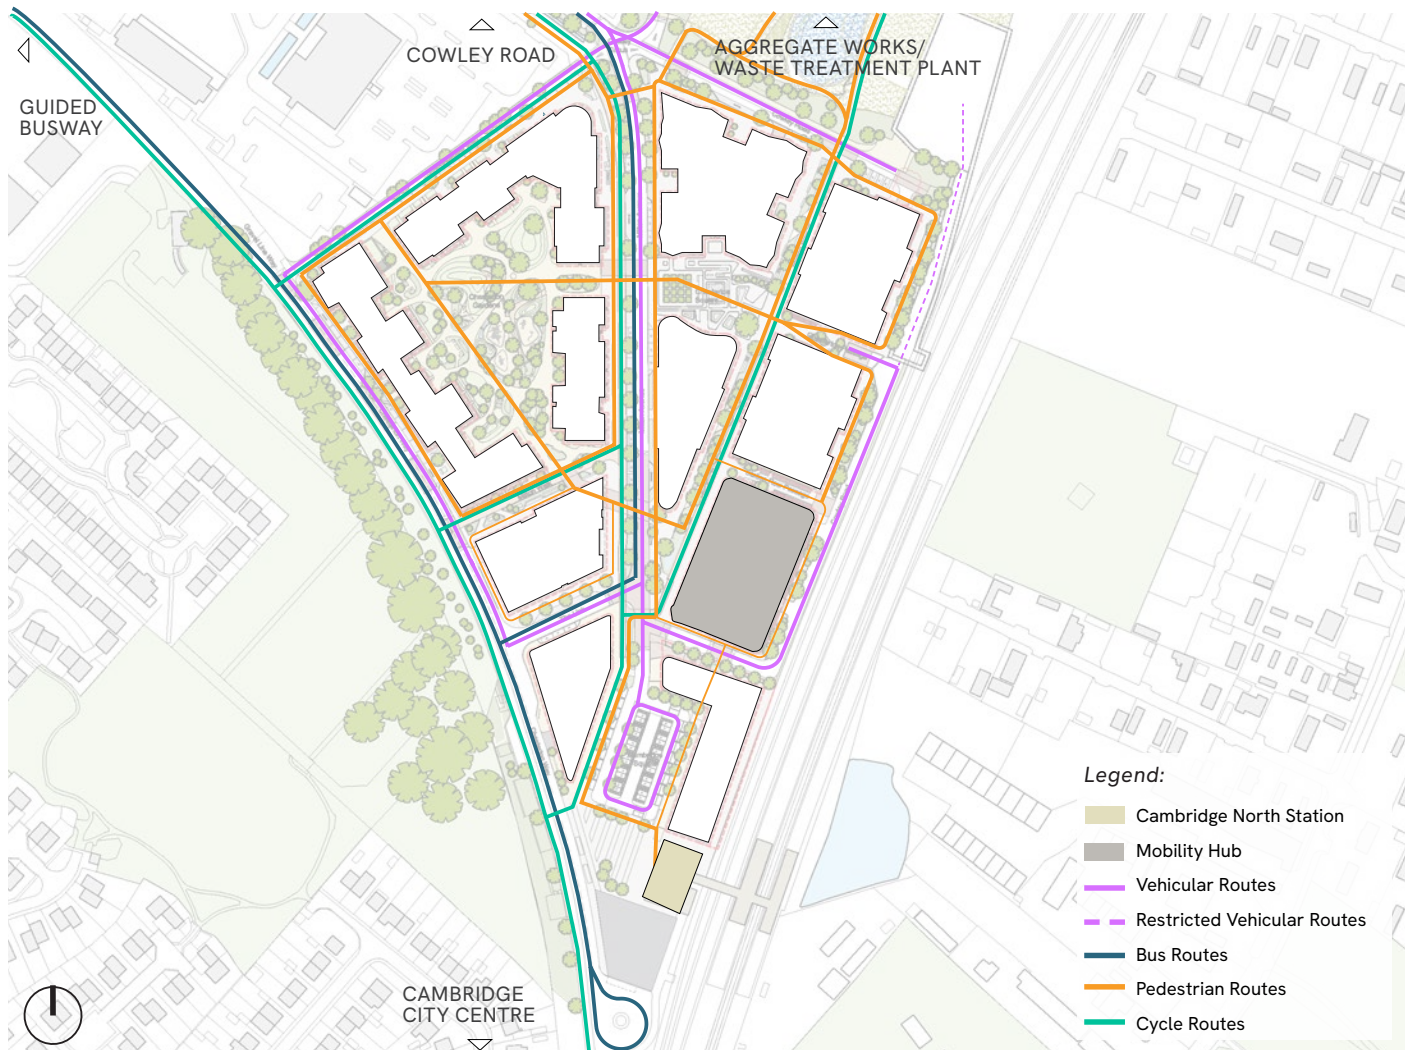 COWLEY ROAD
AGGREGATE WORKS/
WASTE TREATMENT PLANT
GUIDED
BUSWAY
CAMBRIDGE
CITY CENTRE
Legend:
Cambridge North Station
Mobility Hub
Vehicular Routes
Restricted Vehicular Routes
Bus Routes
Pedestrian Routes
Cycle Routes